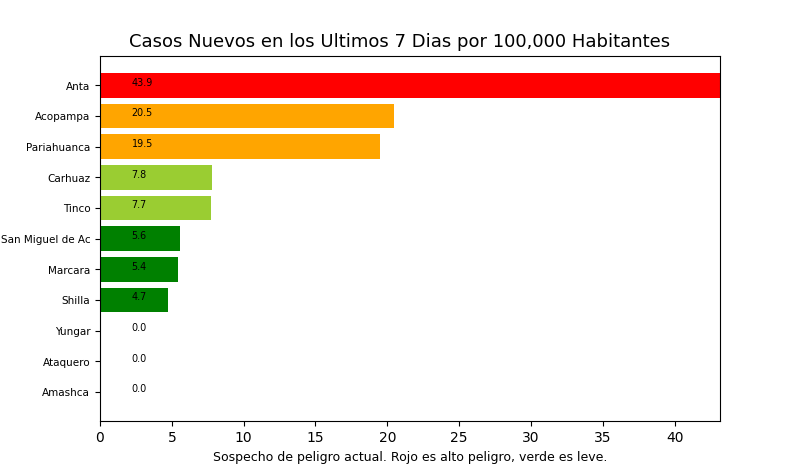 Casos Nuevos en los Ultimos 7 Dias por 100,000 Habitantes
Anta 43.9
Acopampa 20.5
Pariahuanca 19.5
Carhuaz 7.8
Tinco 7.7
San Miguel de Ac 5.6
Marcara 5.4
Shilla 4.7
Yungar 0.0
Ataquero 0.0
Amashca 0.0
0 5 10 15 20 25 30 35 40
Sospecho de peligro actual. Rojo es alto peligro, verde es leve.